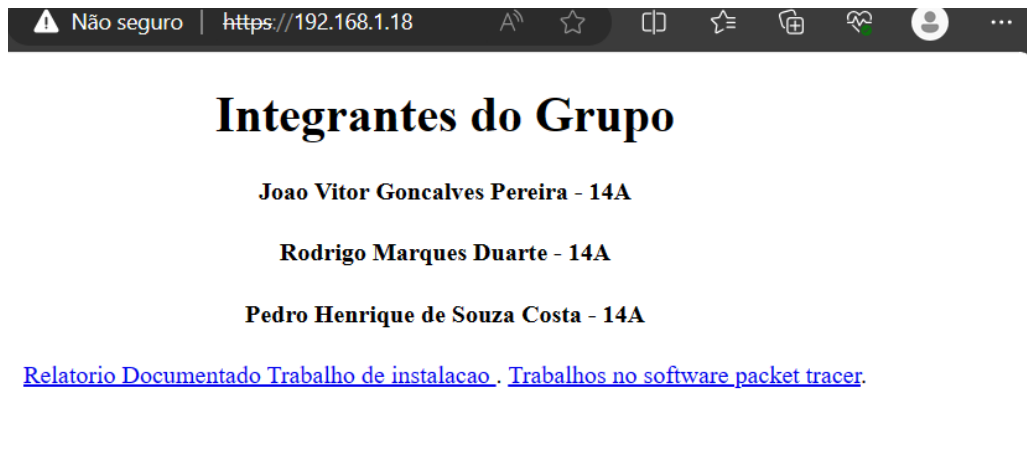 Não seguro | https://192.168.1.18
Integrantes do Grupo
Joao Vitor Goncalves Pereira - 14A
Rodrigo Marques Duarte - 14A
Pedro Henrique de Souza Costa - 14A
Relatorio Documentado Trabalho de instalacao . Trabalhos no software packet tracer.